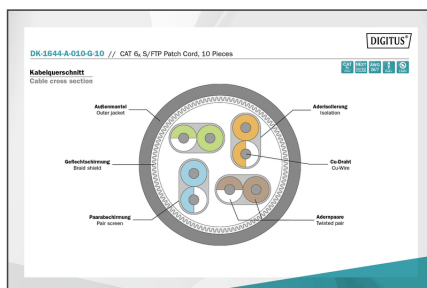 DIGITUS®
DK-1644-A-010-G-10 // CAT 6A S/FTP Patch Cord, 10 Pieces
Kabelquerschnitt
Cable cross section
Außenmantel
Outer jacket
Aderisolierung
Isolation
Geflechtschirmung
Braid shield
Cu-Draht
Cu-Wire
Paarabschirmung
Pair screen
Adernpaare
Twisted pair